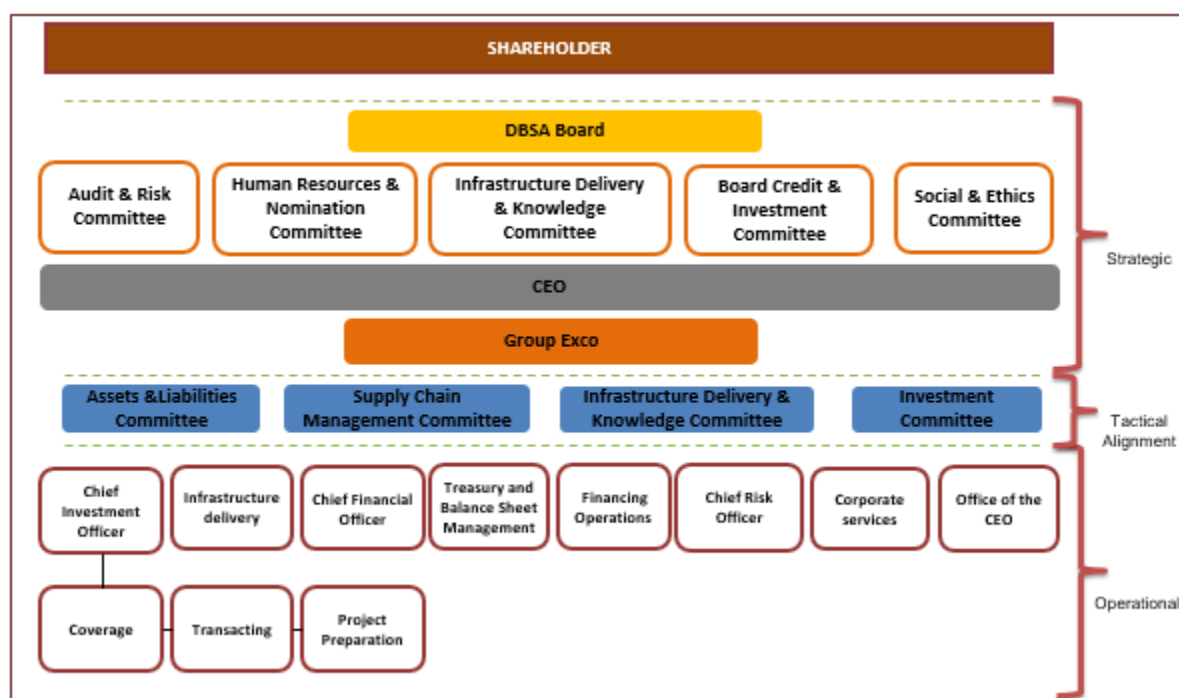 SHAREHOLDER
DBSA Board
Audit & Risk
Committee
Human Resources &
Nomination
Committee
Infrastructure Delivery
& Knowledge
Committee
Board Credit &
Investment
Committee
Social & Ethics
Committee
Strategic
CEO
Group Exco
Assets &Liabilities
Committee
Supply Chain
Management Committee
Infrastructure Delivery &
Knowledge Committee
Investment
Committee
Tactical
Alignment
Chief
Investment
Officer
Infrastructure
delivery
Chief Financial
Officer
Treasury and
Balance Sheet
Management
Financing
Operations
Chief Risk
Officer
Corporate
services
Office of the
CEO
Operational
Coverage
Transacting
Project
Preparation